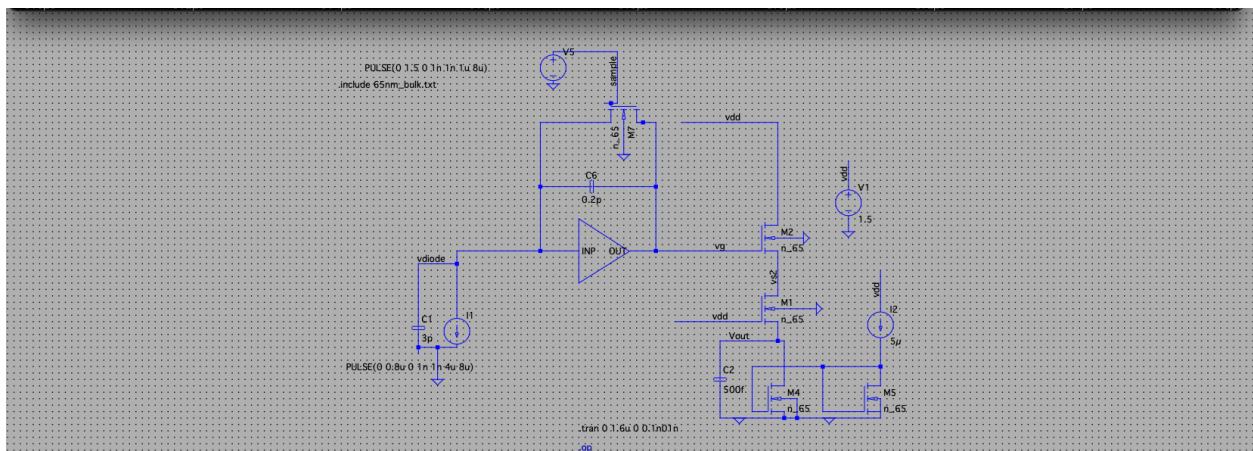 V5
PULSE(0 1.5 0 1n 1n 1u 8u)
.include 65nm_bulk.txt
sample
n_65
M7
vdd
C6
0.2p
vdd
V1
1.5
INP
OUT
vg
M2
n_65
vdiode
vs2
vdd
C1
3p
I1
M1
n_65
vdd
I2
5µ
Vout
PULSE(0 0.8u 0 1n 1n 4u 8u)
C2
500f
M4
n_65
M5
n_65
.tran 0 1.6u 0 0.1n01n
.op